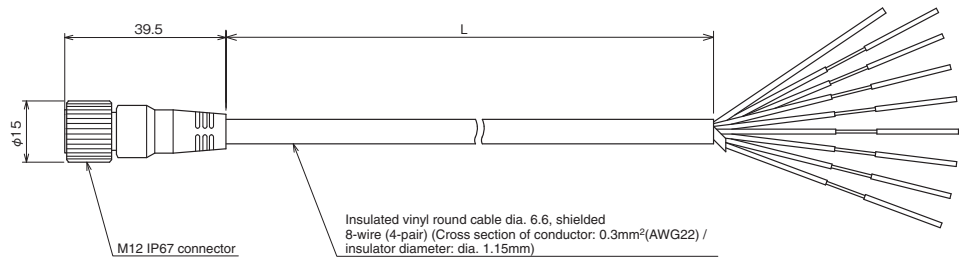 39.5
L
φ15
Insulated vinyl round cable dia. 6.6, shielded
8-wire (4-pair) (Cross section of conductor: 0.3mm²(AWG22) /
insulator diameter: dia. 1.15mm)
M12 IP67 connector